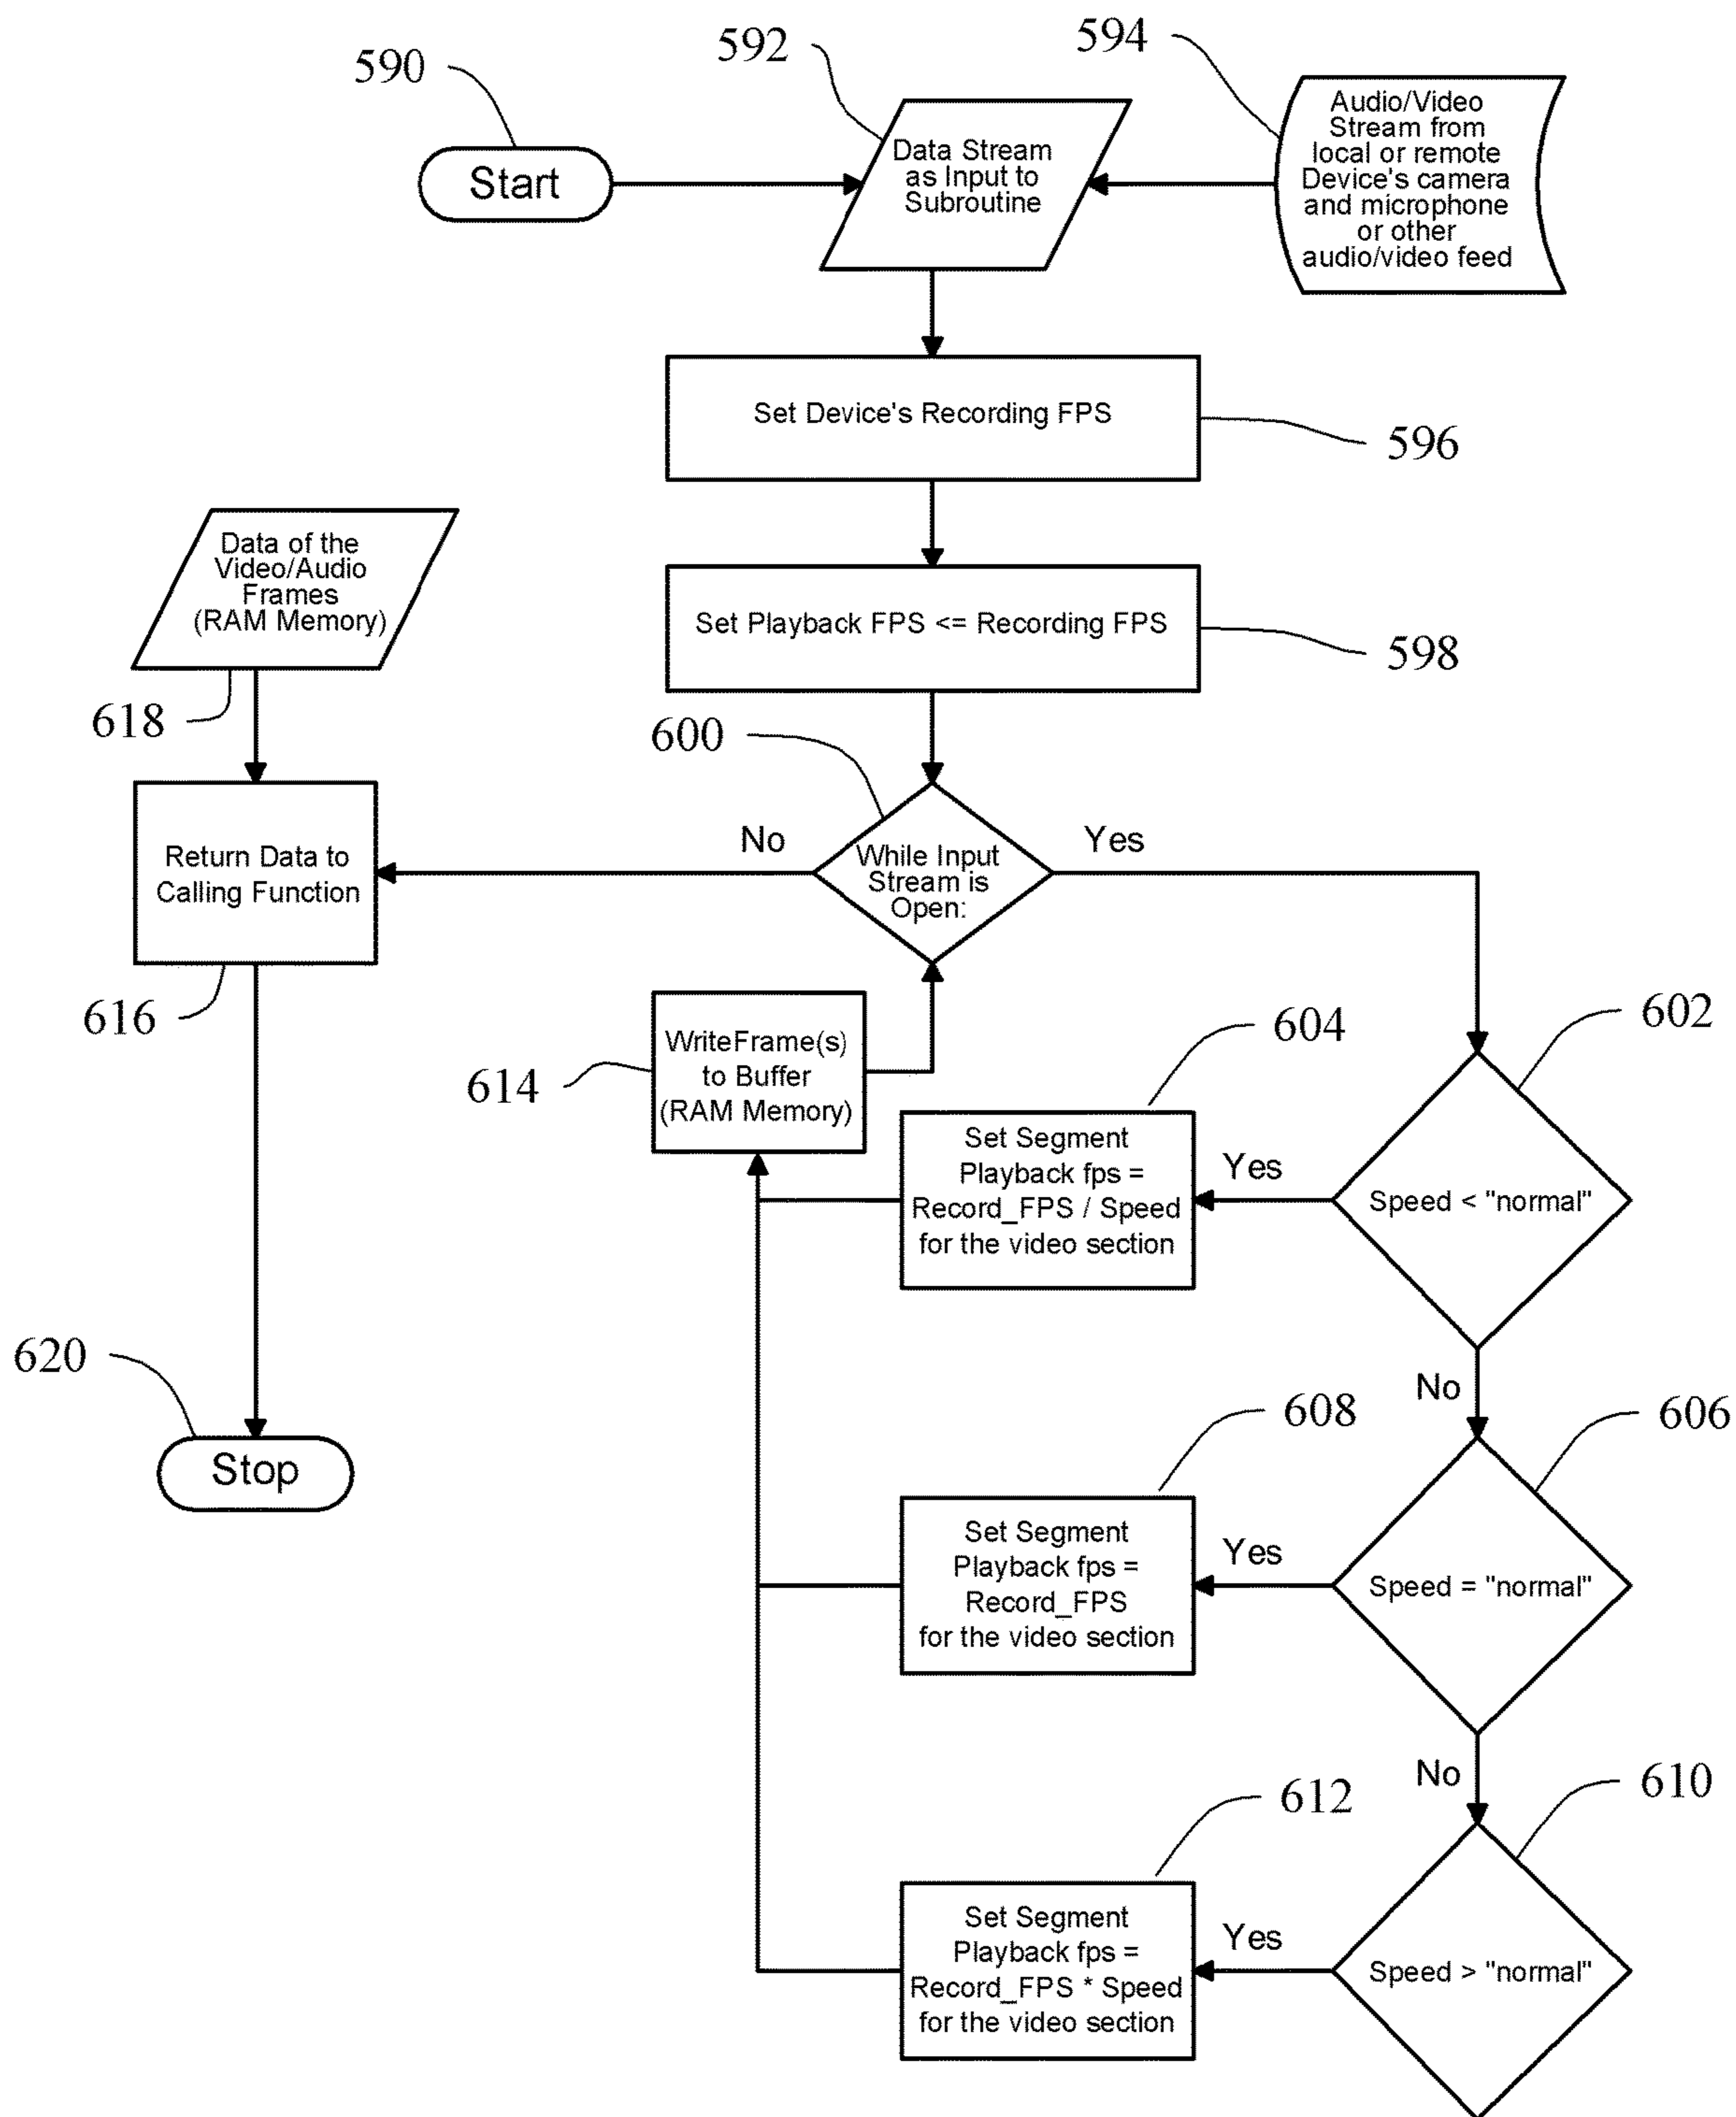 590
592
594
Start
Data Stream
as Input to
Subroutine
Audio/Video
Stream from
local or remote
Device's camera
and microphone
or other
audio/video feed
Set Device's Recording FPS
596
Data of the
Video/Audio
Frames
(RAM Memory)
Set Playback FPS <= Recording FPS
598
618
600
No
Yes
While Input
Stream is
Open:
Return Data to
Calling Function
616
WriteFrame(s)
to Buffer
(RAM Memory)
614
604
602
Set Segment
Playback fps =
Record_FPS / Speed
for the video section
Yes
Speed < "normal"
620
No
Stop
608
606
Set Segment
Playback fps =
Record_FPS
for the video section
Yes
Speed = "normal"
No
612
610
Set Segment
Playback fps =
Record_FPS * Speed
for the video section
Yes
Speed > "normal"